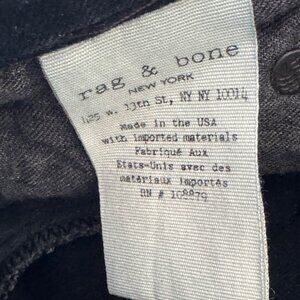 rag & bone
NEW YORK
425 w. 13th St, NY NY 10014
Made in the USA
with imported materials
Fabriqué Aux
Etats-Unis avec des
matériaux importés
RN # 108879